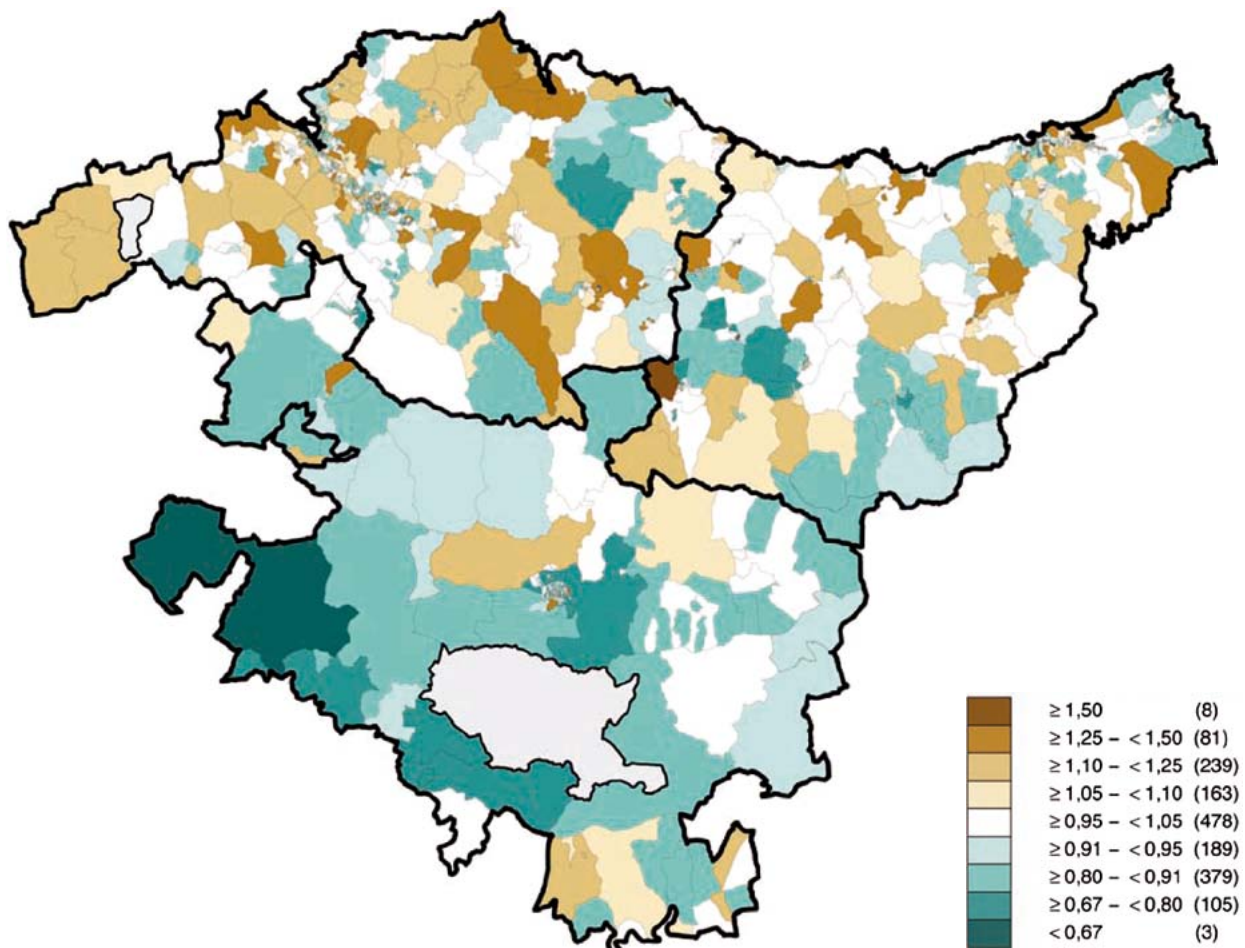 ≥ 1,50 (8)
≥ 1,25 – < 1,50 (81)
≥ 1,10 – < 1,25 (239)
≥ 1,05 – < 1,10 (163)
≥ 0,95 – < 1,05 (478)
≥ 0,91 – < 0,95 (189)
≥ 0,80 – < 0,91 (379)
≥ 0,67 – < 0,80 (105)
< 0,67 (3)